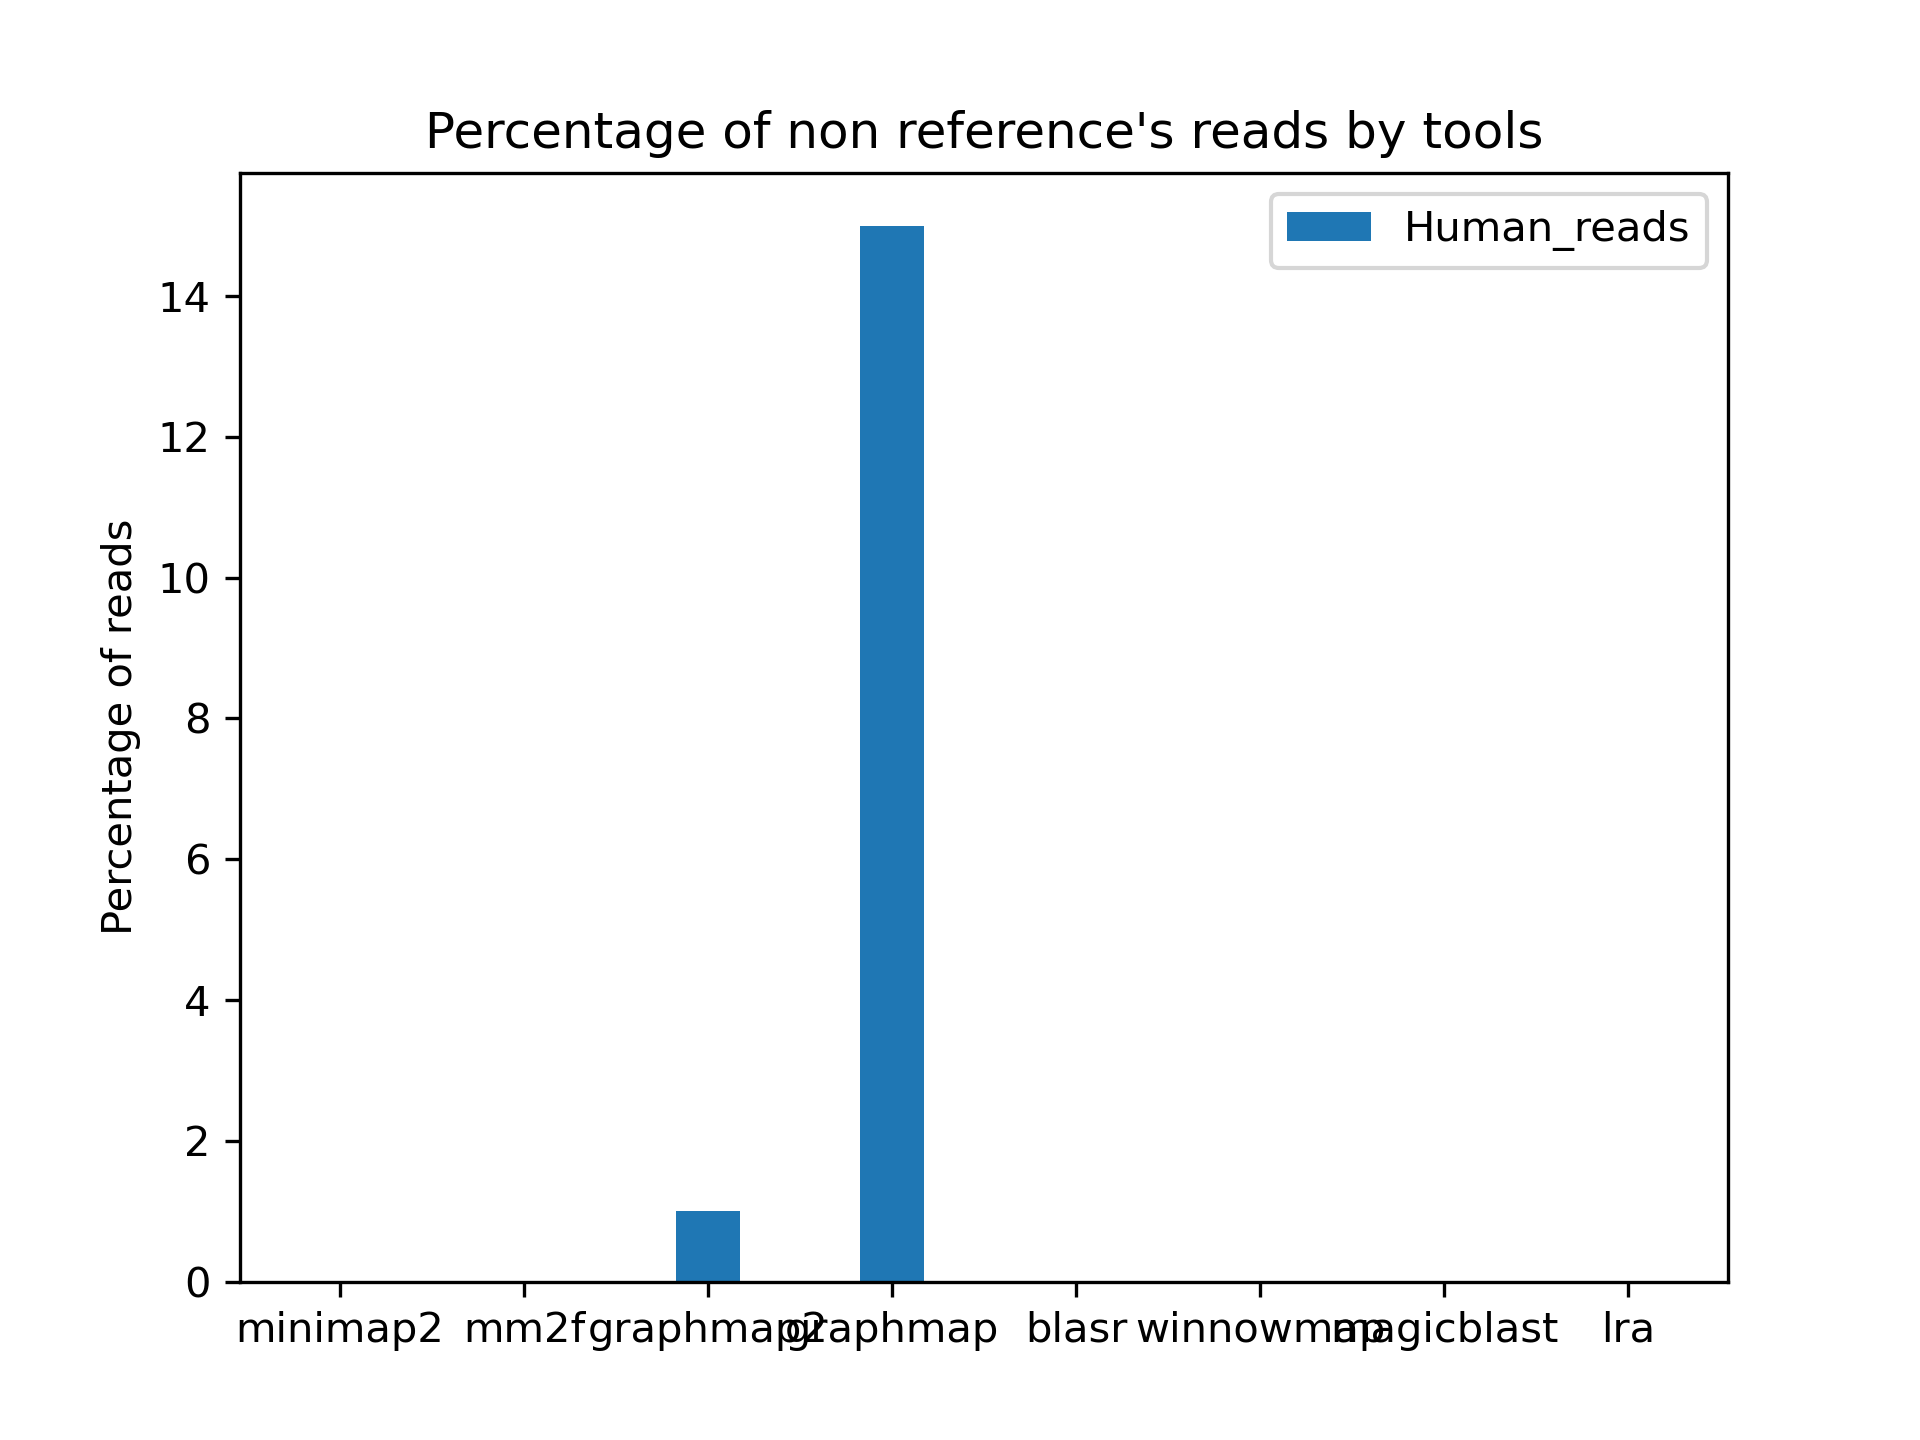 Percentage of non reference's reads by tools
Human_reads
Percentage of reads
14
12
10
8
6
4
2
0
minimap2 mm2f graphmap2 graphmap blasr winnowmap magicblast lra